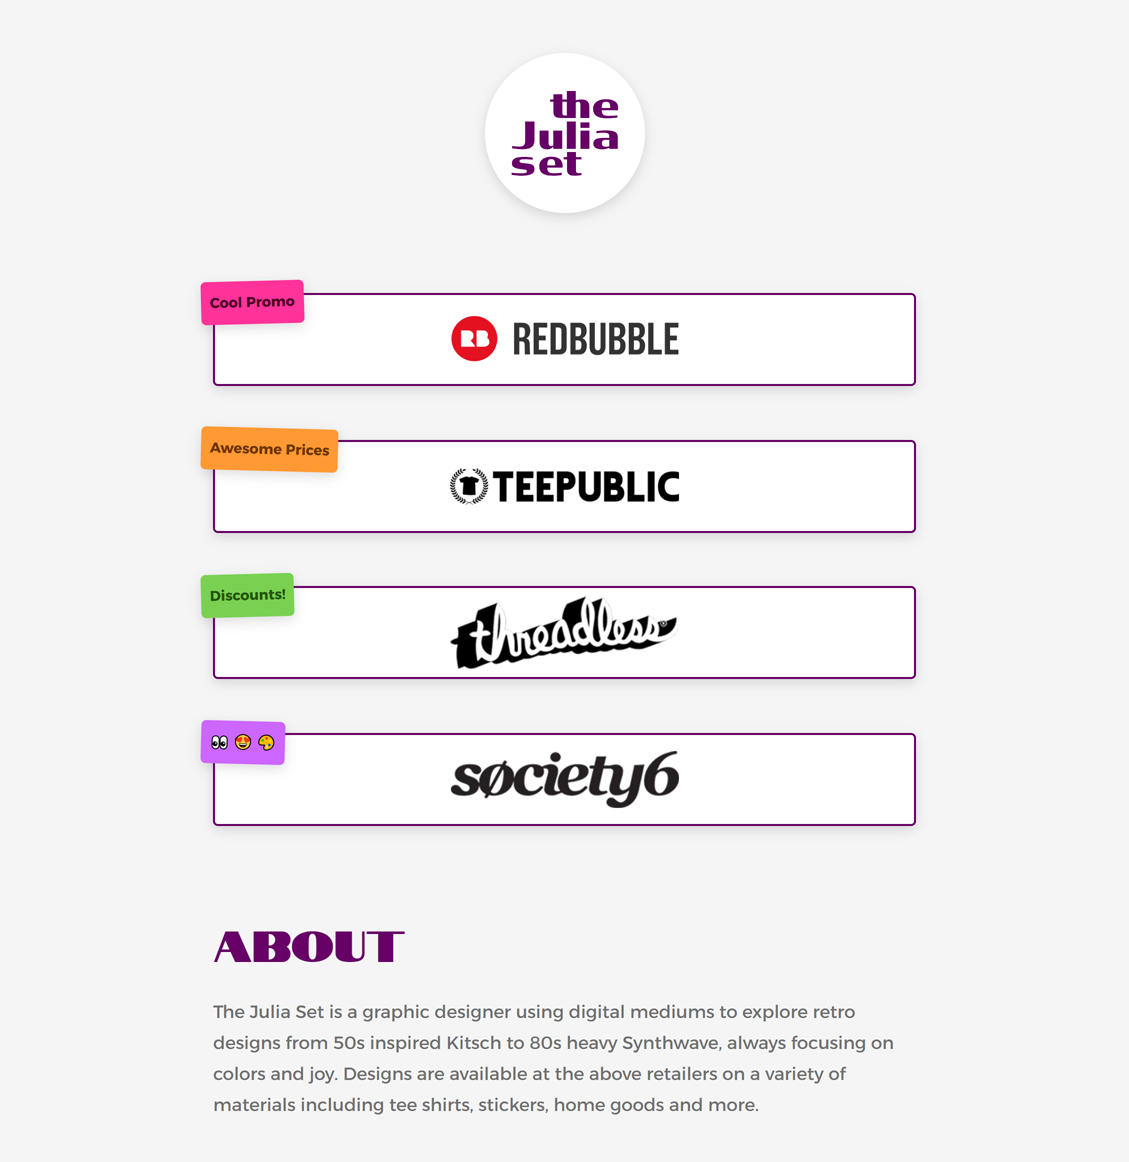 the
Julia
set
Cool Promo
RB REDBUBBLE
Awesome Prices
TEEPUBLIC
Discounts!
threadless®
👀 😍 🎨
søciety6
ABOUT
The Julia Set is a graphic designer using digital mediums to explore retro
designs from 50s inspired Kitsch to 80s heavy Synthwave, always focusing on
colors and joy. Designs are available at the above retailers on a variety of
materials including tee shirts, stickers, home goods and more.